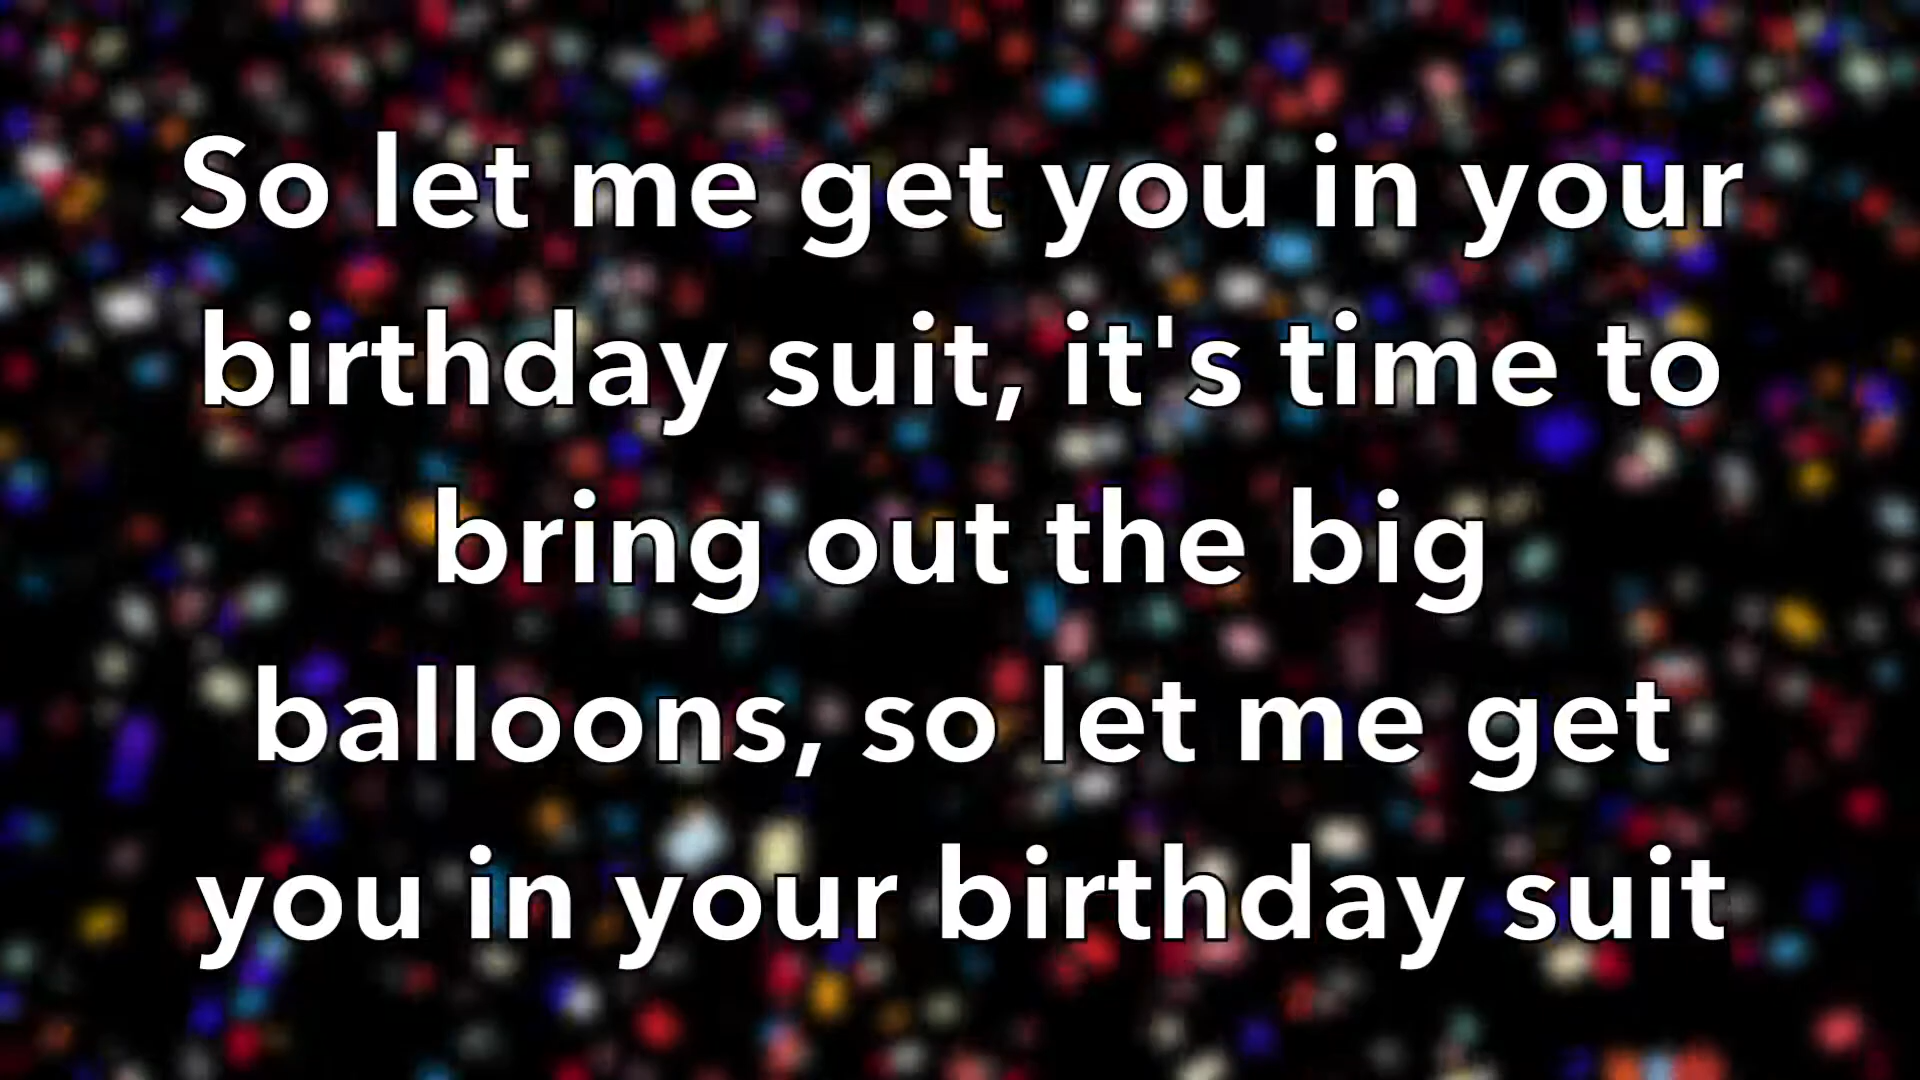 So let me get you in your
birthday suit, it's time to
bring out the big
balloons, so let me get
you in your birthday suit